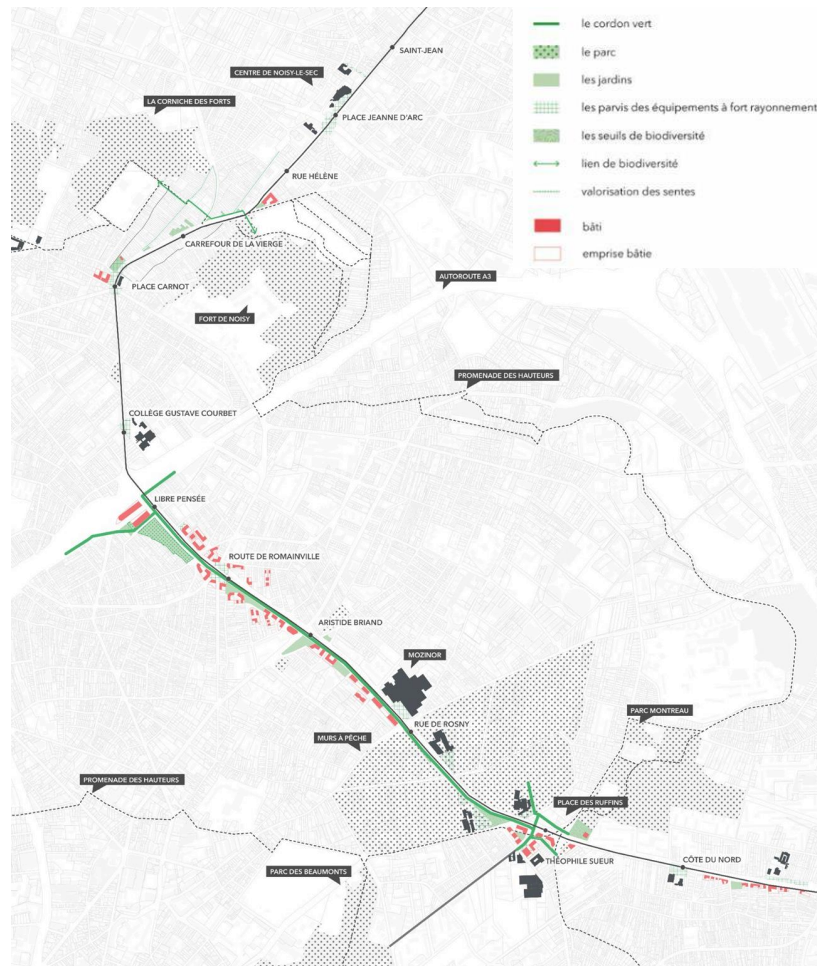 le cordon vert
le parc
les jardins
les parvis des équipements à fort rayonnement
les seuils de biodiversité
lien de biodiversité
valorisation des sentes
bâti
emprise bâtie
SAINT-JEAN
CENTRE DE NOISY-LE-SEC
LA CORNICHE DES FORTS
PLACE JEANNE D'ARC
RUE HÉLÈNE
CARREFOUR DE LA VIERGE
AUTOROUTE A3
PLACE CARNOT
FORT DE NOISY
PROMENADE DES HAUTEURS
COLLÈGE GUSTAVE COURBET
LIBRE PENSÉE
ROUTE DE ROMAINVILLE
ARISTIDE BRIAND
MOZINOR
PARC MONTREAU
RUE DE ROSNY
MURS À PÊCHE
PROMENADE DES HAUTEURS
PLACE DES RUFFINS
THÉOPHILE SUEUR
CÔTE DU NORD
PARC DES BEAUMONTS